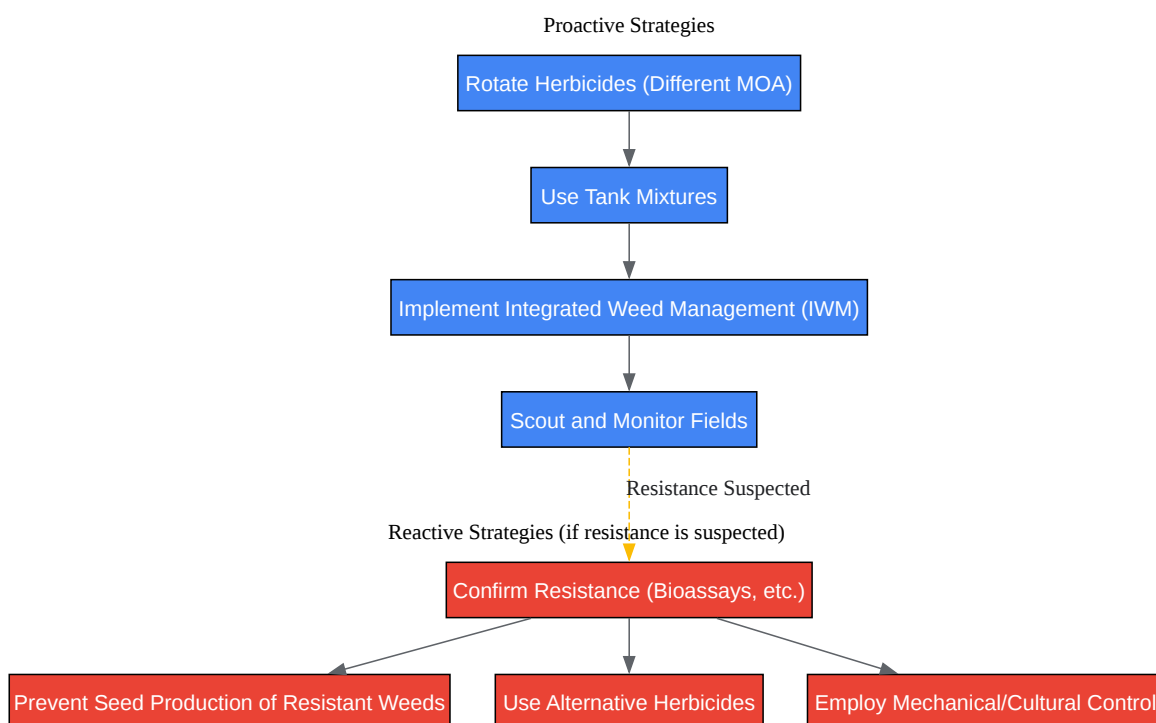 Proactive Strategies
Rotate Herbicides (Different MOA)
Use Tank Mixtures
Implement Integrated Weed Management (IWM)
Scout and Monitor Fields
Resistance Suspected
Reactive Strategies (if resistance is suspected)
Confirm Resistance (Bioassays, etc.)
Prevent Seed Production of Resistant Weeds
Use Alternative Herbicides
Employ Mechanical/Cultural Control